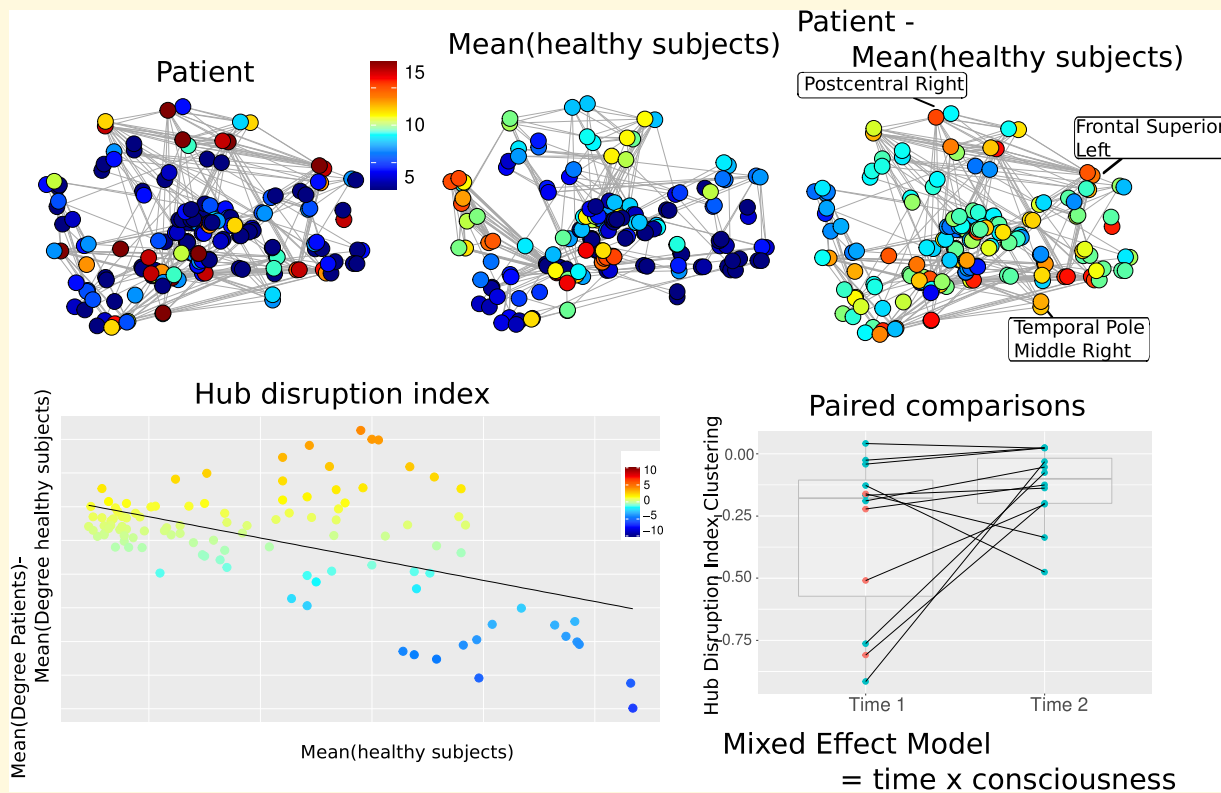 Patient
15
10
5
Mean(healthy subjects)
Patient -
Mean(healthy subjects)
Postcentral Right
Frontal Superior
Left
Temporal Pole
Middle Right
Hub disruption index
Mean(Degree Patients)-
Mean(Degree healthy subjects)
10
5
0
−5
−10
Mean(healthy subjects)
Paired comparisons
Hub Disruption Index Clustering
0.00
−0.25
−0.50
−0.75
Time 1
Time 2
Mixed Effect Model
= time x consciousness